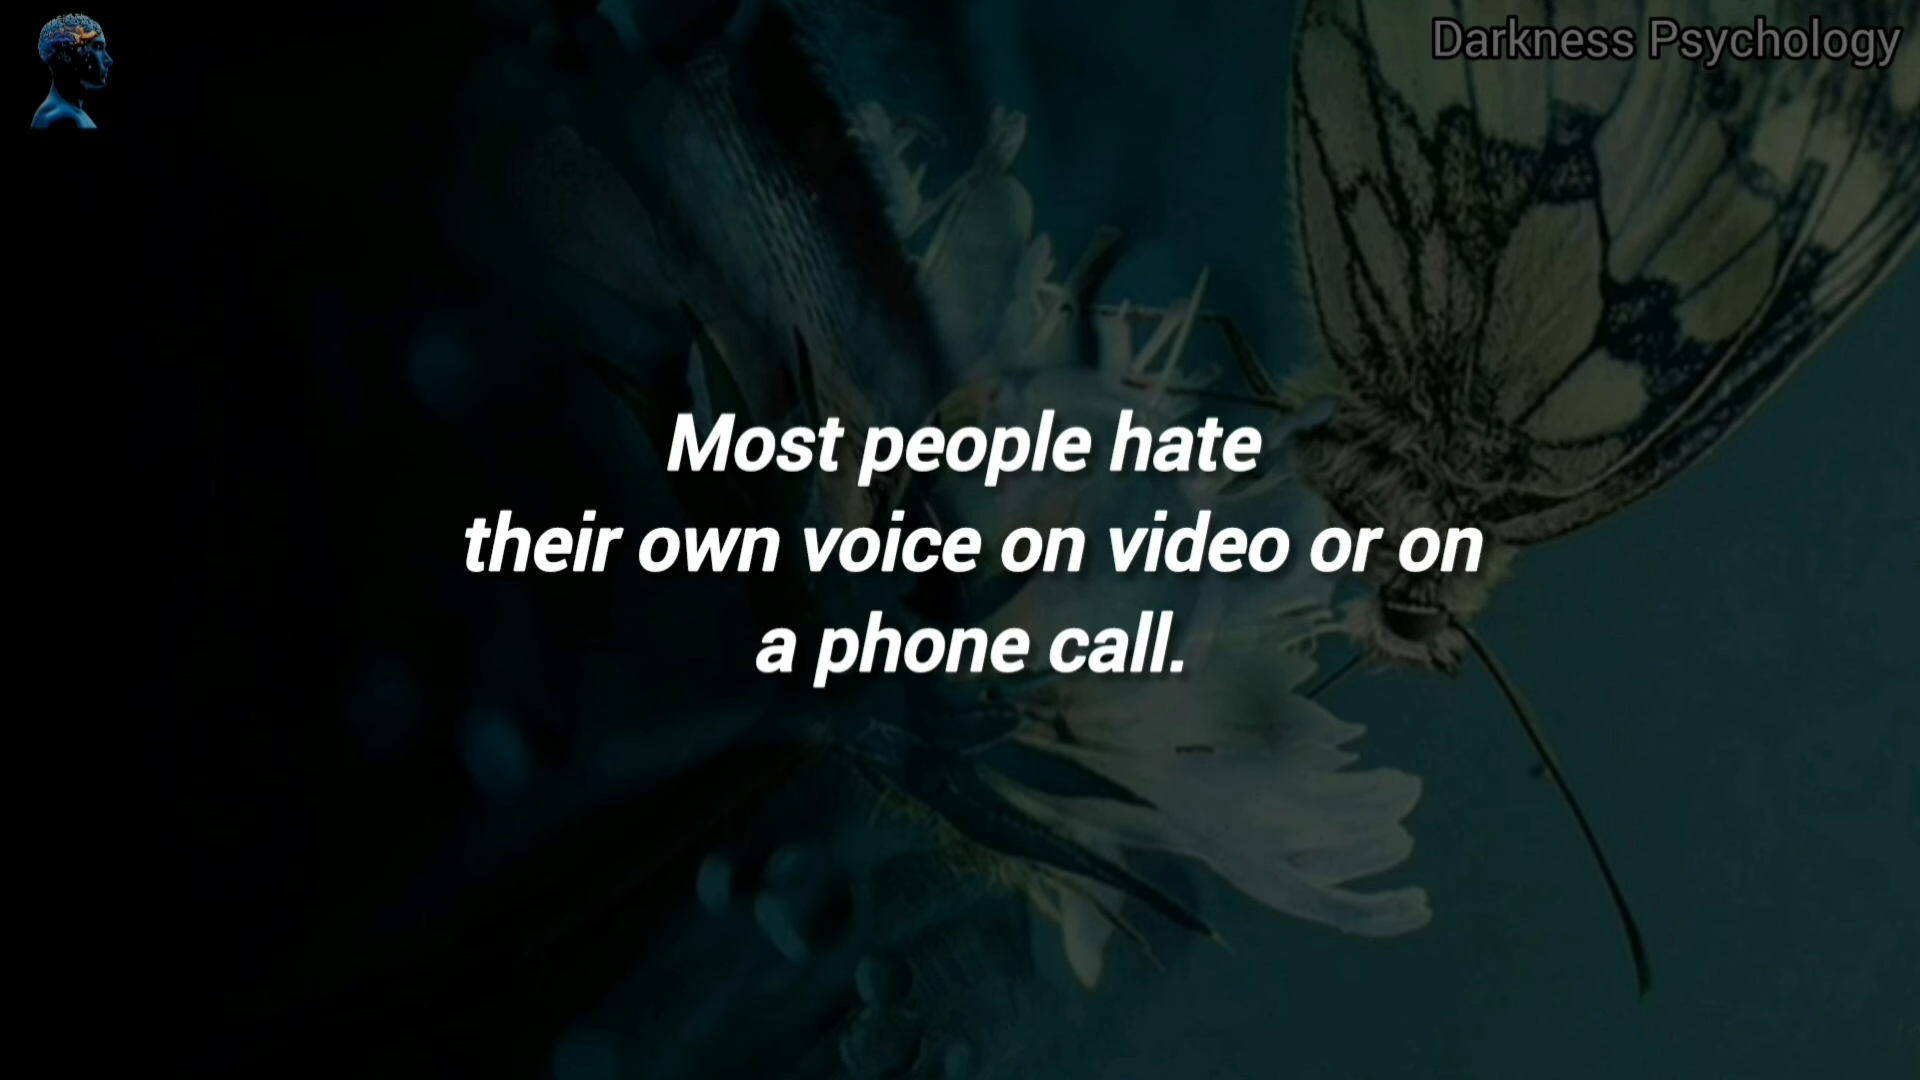 Darkness Psychology
Most people hate
their own voice on video or on
a phone call.